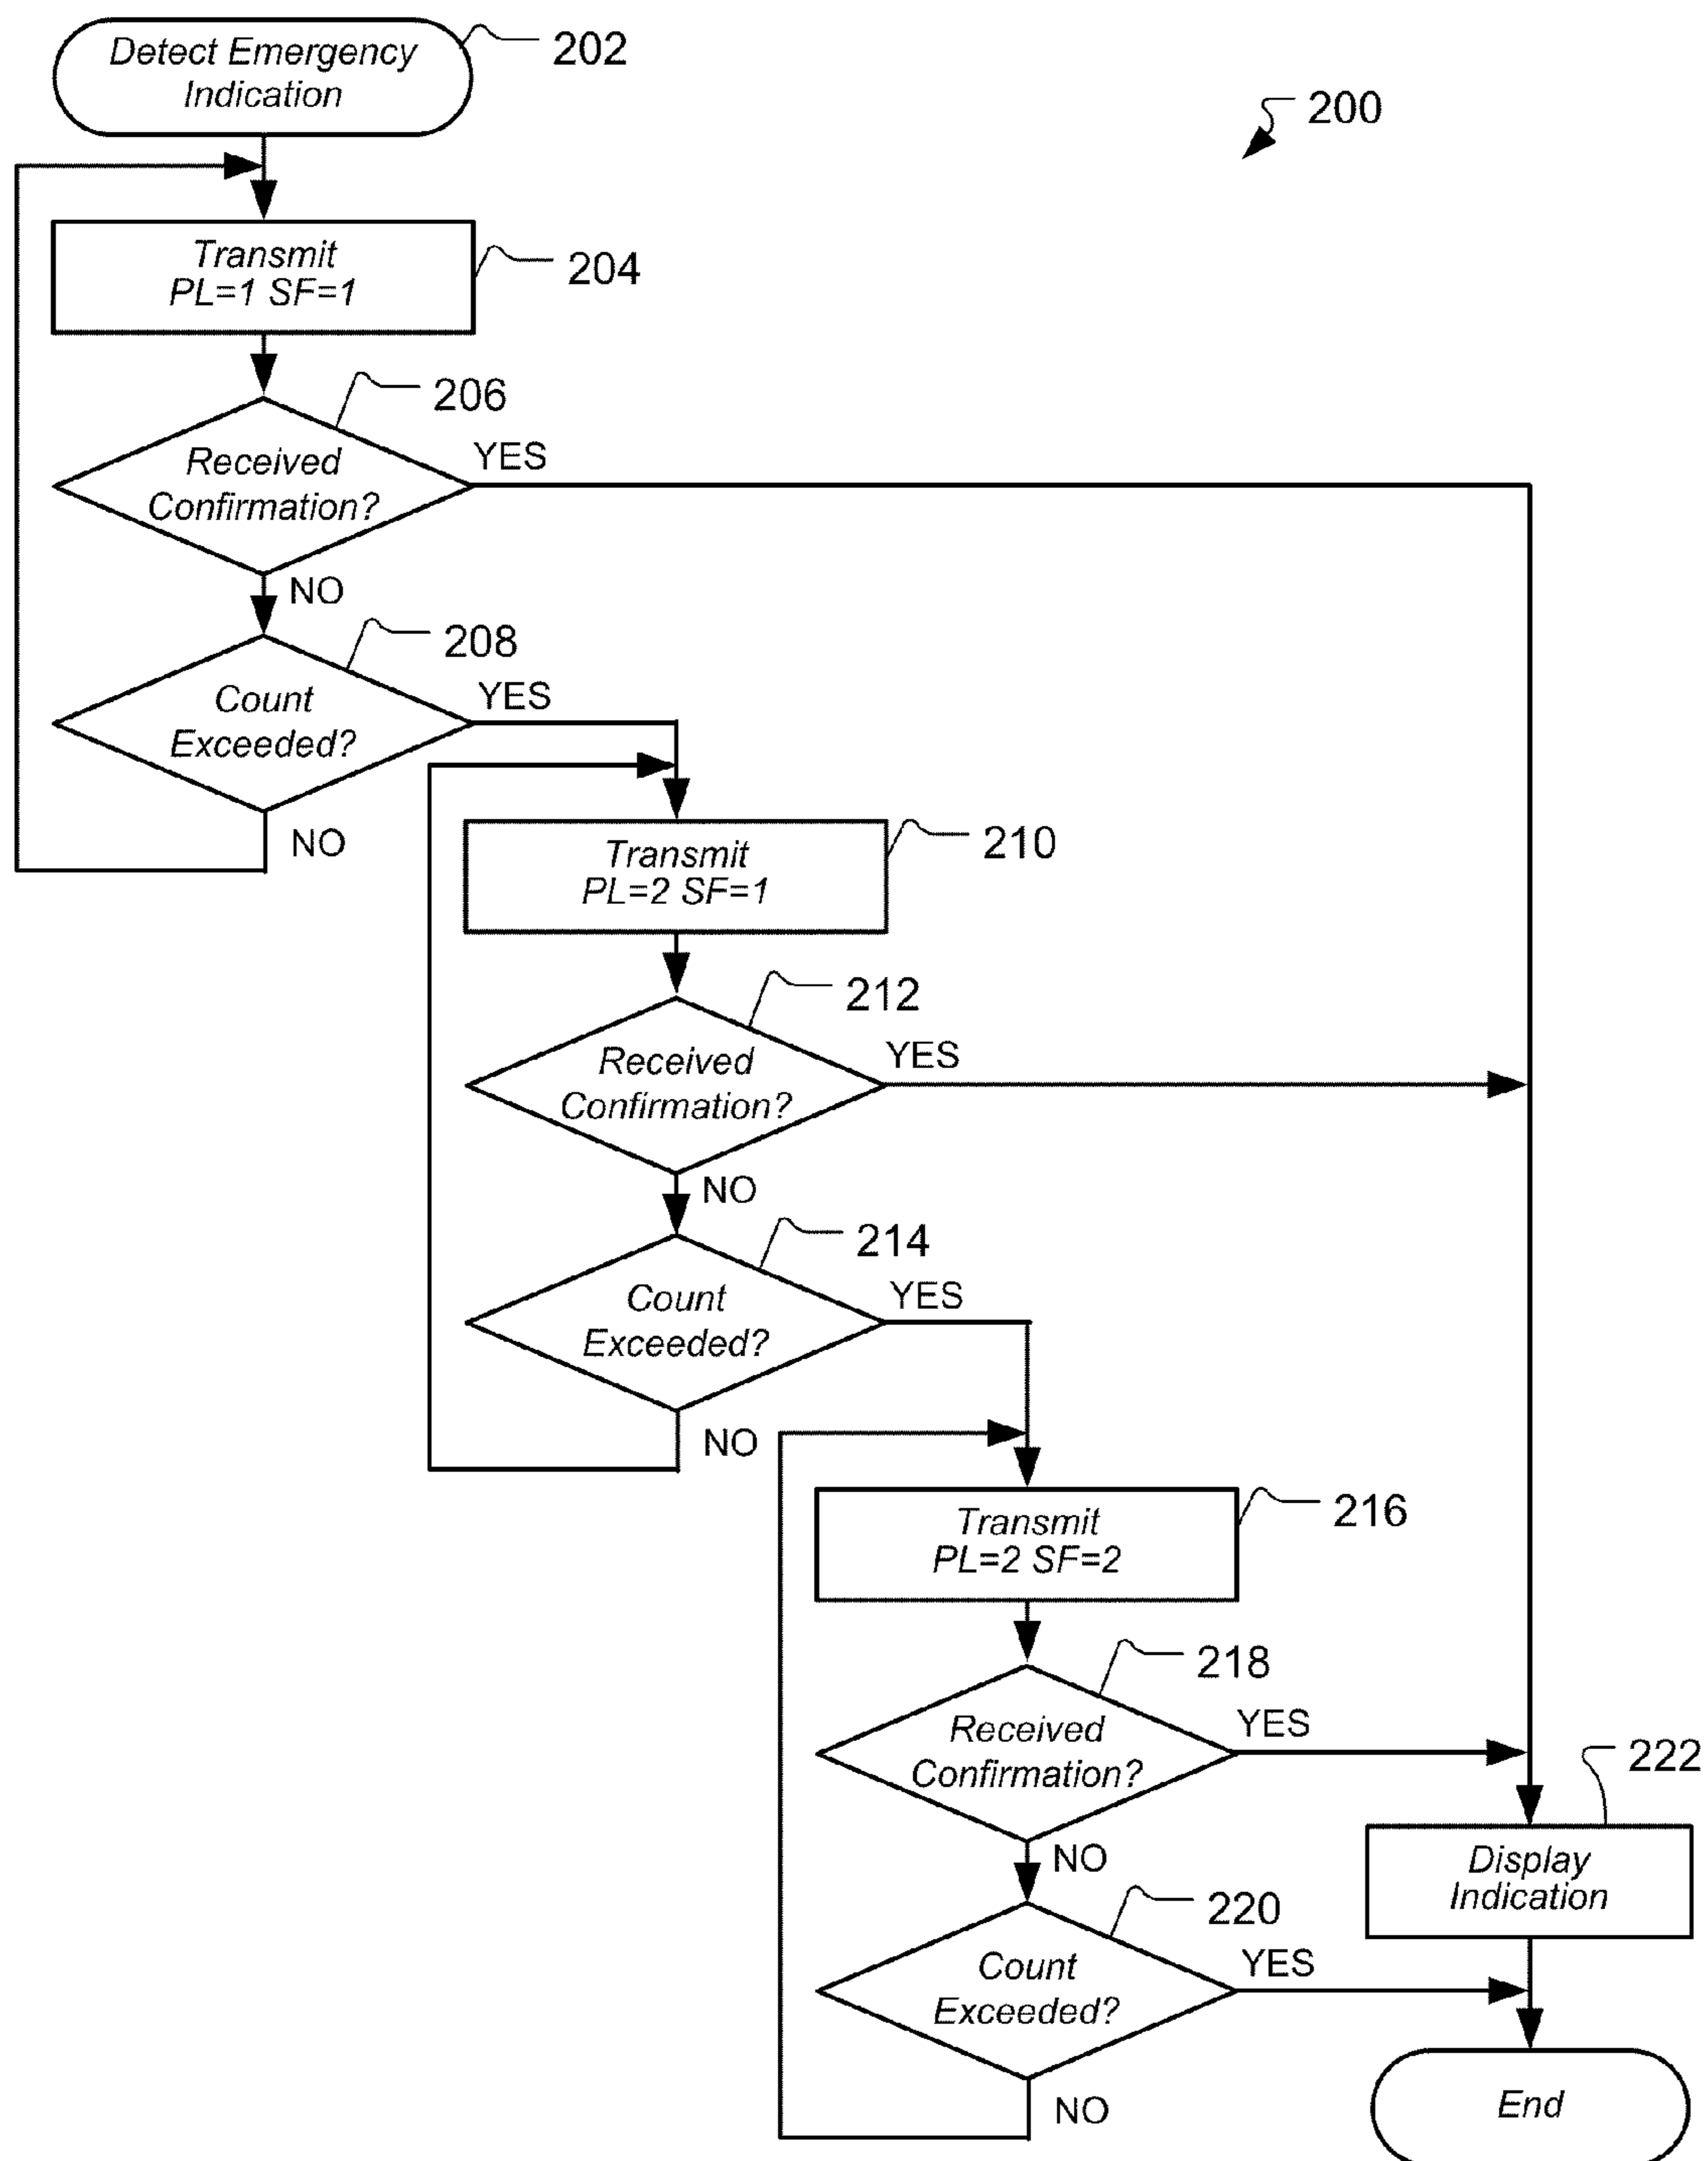 Detect Emergency
Indication
202
200
Transmit
PL=1 SF=1
204
206
Received
Confirmation?
YES
NO
208
Count
Exceeded?
YES
NO
Transmit
PL=2 SF=1
210
212
Received
Confirmation?
YES
NO
214
Count
Exceeded?
YES
NO
Transmit
PL=2 SF=2
216
218
Received
Confirmation?
YES
NO
222
Display
Indication
220
Count
Exceeded?
YES
NO
End